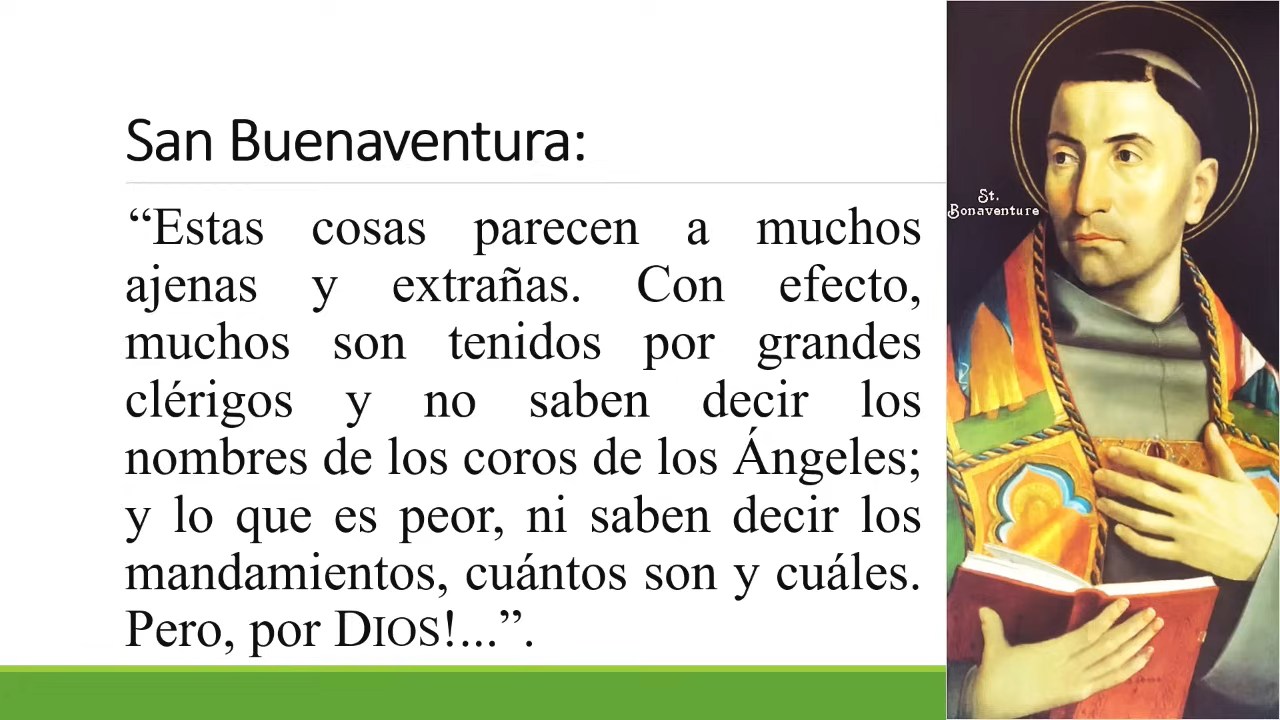 San Buenaventura:
“Estas cosas parecen a muchos
ajenas y extrañas. Con efecto,
muchos son tenidos por grandes
clérigos y no saben decir los
nombres de los coros de los Ángeles;
y lo que es peor, ni saben decir los
mandamientos, cuántos son y cuáles.
Pero, por DIOS!...”.
St.
Bonaventure